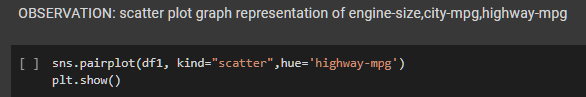 OBSERVATION: scatter plot graph representation of engine-size,city-mpg,highway-mpg
[ ] sns.pairplot(df1, kind="scatter",hue='highway-mpg')
plt.show()